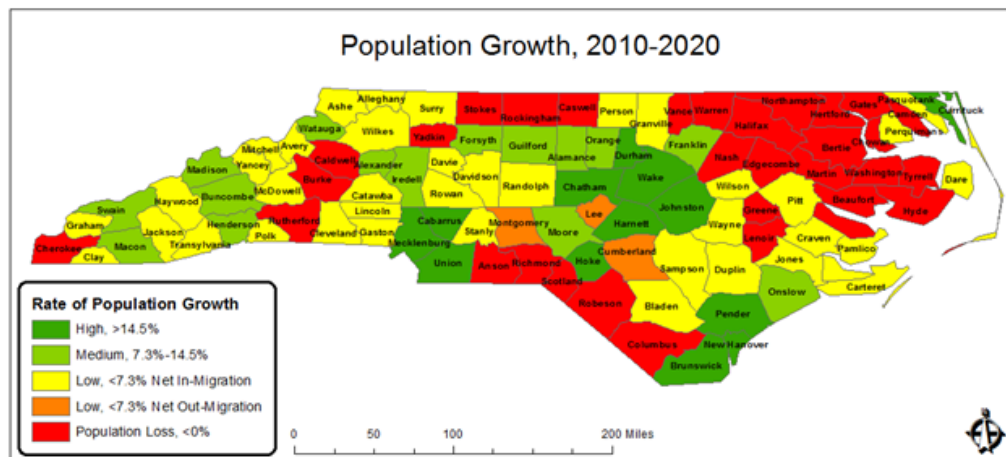 Population Growth, 2010-2020
Ashe
Alleghany
Surry
Stokes
Rockingham
Caswell
Person
Granville
Vance
Warren
Northampton
Gates
Pasquotank
Currituck
Camden
Hertford
Halifax
Perquimans
Chowan
Watauga
Wilkes
Yadkin
Forsyth
Guilford
Orange
Alamance
Durham
Franklin
Bertie
Mitchell
Avery
Yancey
Caldwell
Alexander
Davie
Iredell
Davidson
Wake
Nash
Edgecombe
Martin
Washington
Tyrrell
Dare
Madison
Burke
McDowell
Catawba
Rowan
Randolph
Chatham
Wilson
Pitt
Beaufort
Hyde
Swain
Haywood
Buncombe
Lincoln
Lee
Johnston
Greene
Graham
Jackson
Henderson
Rutherford
Cleveland
Gaston
Cabarrus
Montgomery
Moore
Harnett
Wayne
Lenoir
Craven
Pamlico
Cherokee
Macon
Transylvania
Polk
Clay
Mecklenburg
Stanly
Cumberland
Jones
Union
Anson
Richmond
Hoke
Sampson
Duplin
Scotland
Onslow
Carteret
Robeson
Bladen
Pender
Columbus
New Hanover
Brunswick
Rate of Population Growth
High, >14.5%
Medium, 7.3%-14.5%
Low, <7.3% Net In-Migration
Low, <7.3% Net Out-Migration
Population Loss, <0%
0 50 100 200 Miles